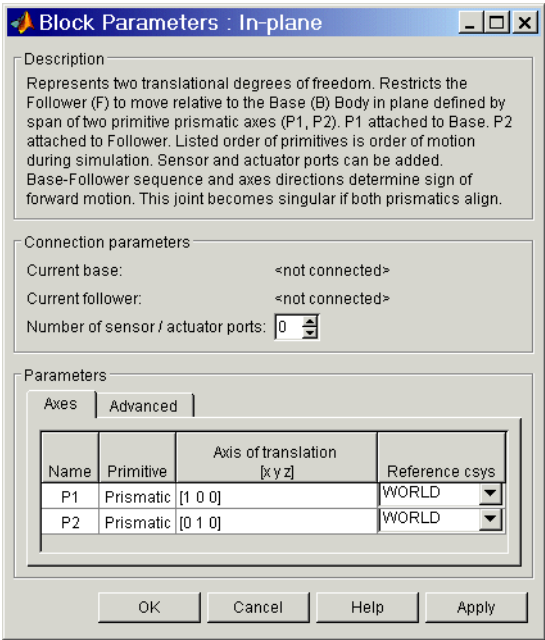 Block Parameters : In-plane
Description
Represents two translational degrees of freedom. Restricts the
Follower (F) to move relative to the Base (B) Body in plane defined by
span of two primitive prismatic axes (P1, P2). P1 attached to Base. P2
attached to Follower. Listed order of primitives is order of motion
during simulation. Sensor and actuator ports can be added.
Base-Follower sequence and axes directions determine sign of
forward motion. This joint becomes singular if both prismatics align.
Connection parameters
Current base: <not connected>
Current follower: <not connected>
Number of sensor / actuator ports: 0
Parameters
Axes Advanced
Axis of translation
Name Primitive [x y z] Reference csys
P1 Prismatic [1 0 0] WORLD
P2 Prismatic [0 1 0] WORLD
OK Cancel Help Apply